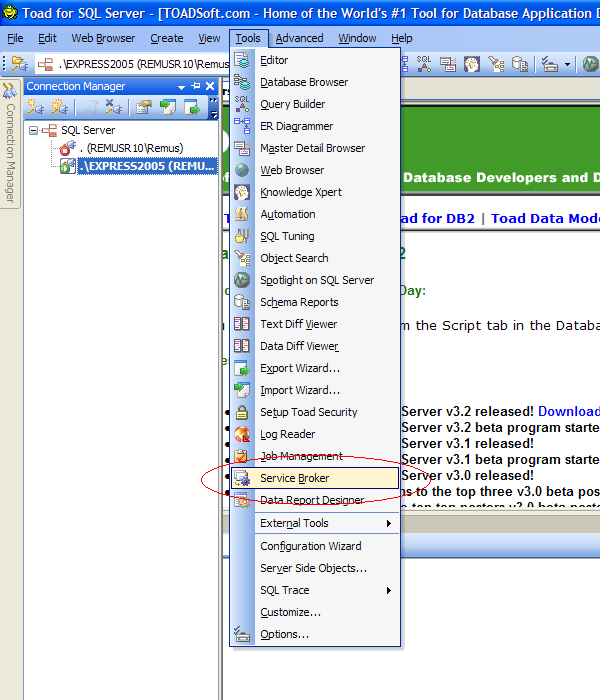 Toad for SQL Server - [TOADSoft.com - Home of the World's #1 Tool for Database Application D
File Edit Web Browser Create View Tools Advanced Window Help
.\EXPRESS2005 (REMUSR10\Remus
SQL
Connection Manager
Connection Manager
SQL Server
. (REMUSR10\Remus)
.\EXPRESS2005 (REMU...
Editor
Database Browser
Query Builder
ER Diagrammer
Master Detail Browser
Web Browser
Knowledge Xpert
Automation
SQL Tuning
Object Search
Spotlight on SQL Server
Schema Reports
Text Diff Viewer
Data Diff Viewer
Export Wizard...
Import Wizard...
Setup Toad Security
Log Reader
Job Management
Service Broker
Data Report Designer
External Tools
Configuration Wizard
Server Side Objects...
SQL Trace
Customize...
Options...
Database Developers and D
ad for DB2 | Toad Data Mode
2
Day:
m the Script tab in the Databa
Server v3.2 released! Download
Server v3.2 beta program starte
Server v3.1 released!
Server v3.1 beta program starte
Server v3.0 released!
ns to the top three v3.0 beta pos